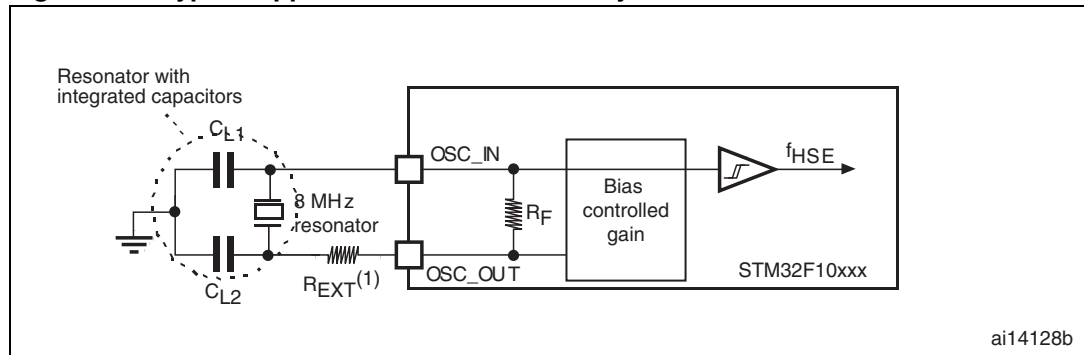 Resonator with
integrated capacitors
CL1
OSC_IN
fHSE
8 MHz
resonator
RF
Bias
controlled
gain
STM32F10xxx
OSC_OUT
REXT(1)
CL2
ai14128b